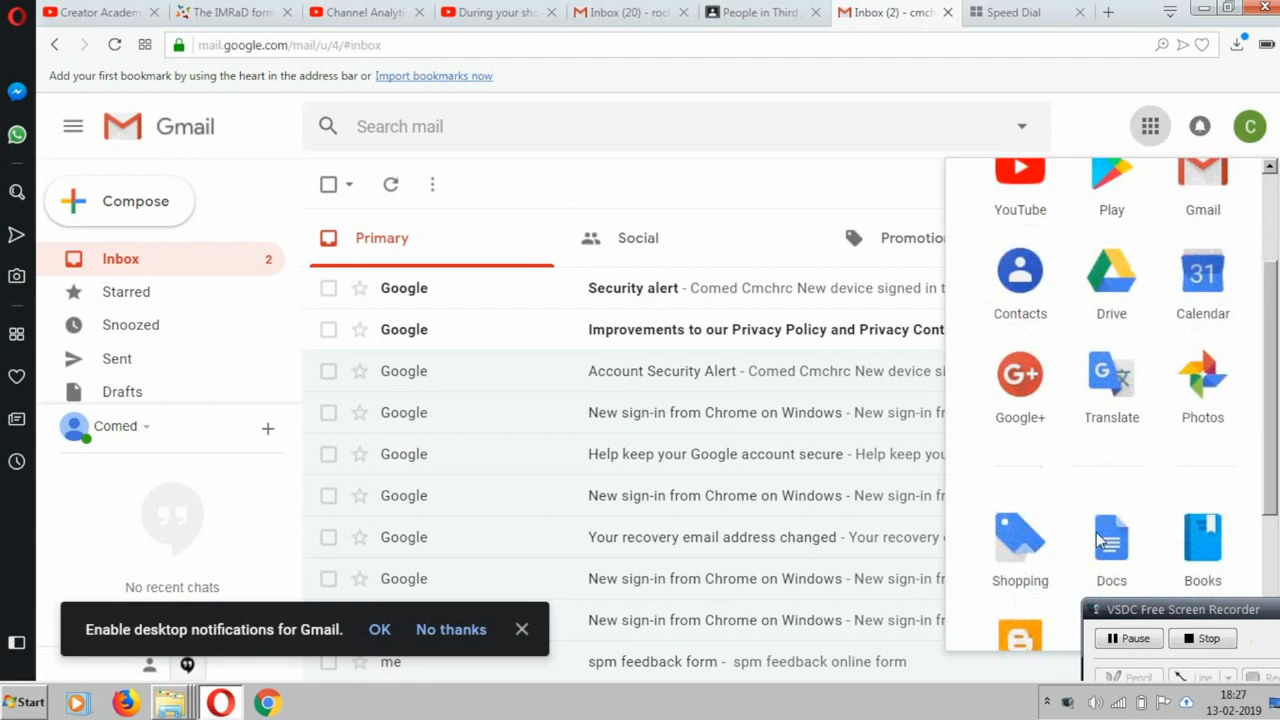 Creator Academ
The IMRaD form
Channel Analyti
During your sho
Inbox (20) - roc
People in Third
Inbox (2) - cmch
Speed Dial
mail.google.com/mail/u/4/#inbox
Add your first bookmark by using the heart in the address bar or Import bookmarks now
Gmail
Search mail
C
Compose
Inbox 2
Starred
Snoozed
Sent
Drafts
Comed
No recent chats
Primary
Social
Promotion
Google Security alert - Comed Cmchrc New device signed in t
Google Improvements to our Privacy Policy and Privacy Cont
Google Account Security Alert - Comed Cmchrc New device si
Google New sign-in from Chrome on Windows - New sign-in fr
Google Help keep your Google account secure - Help keep you
Google New sign-in from Chrome on Windows - New sign-in fr
Google Your recovery email address changed - Your recovery
Google New sign-in from Chrome on Windows - New sign-in fr
Google New sign-in from Chrome on Windows - New sign-in fr
me spm feedback form - spm feedback online form
YouTube Play Gmail
31
Contacts Drive Calendar
G+
G
Google+ Translate Photos
Shopping Docs Books
Enable desktop notifications for Gmail. OK No thanks
VSDC Free Screen Recorder
Pause Stop
Pencil Line Re
Start
18:27
13-02-2019